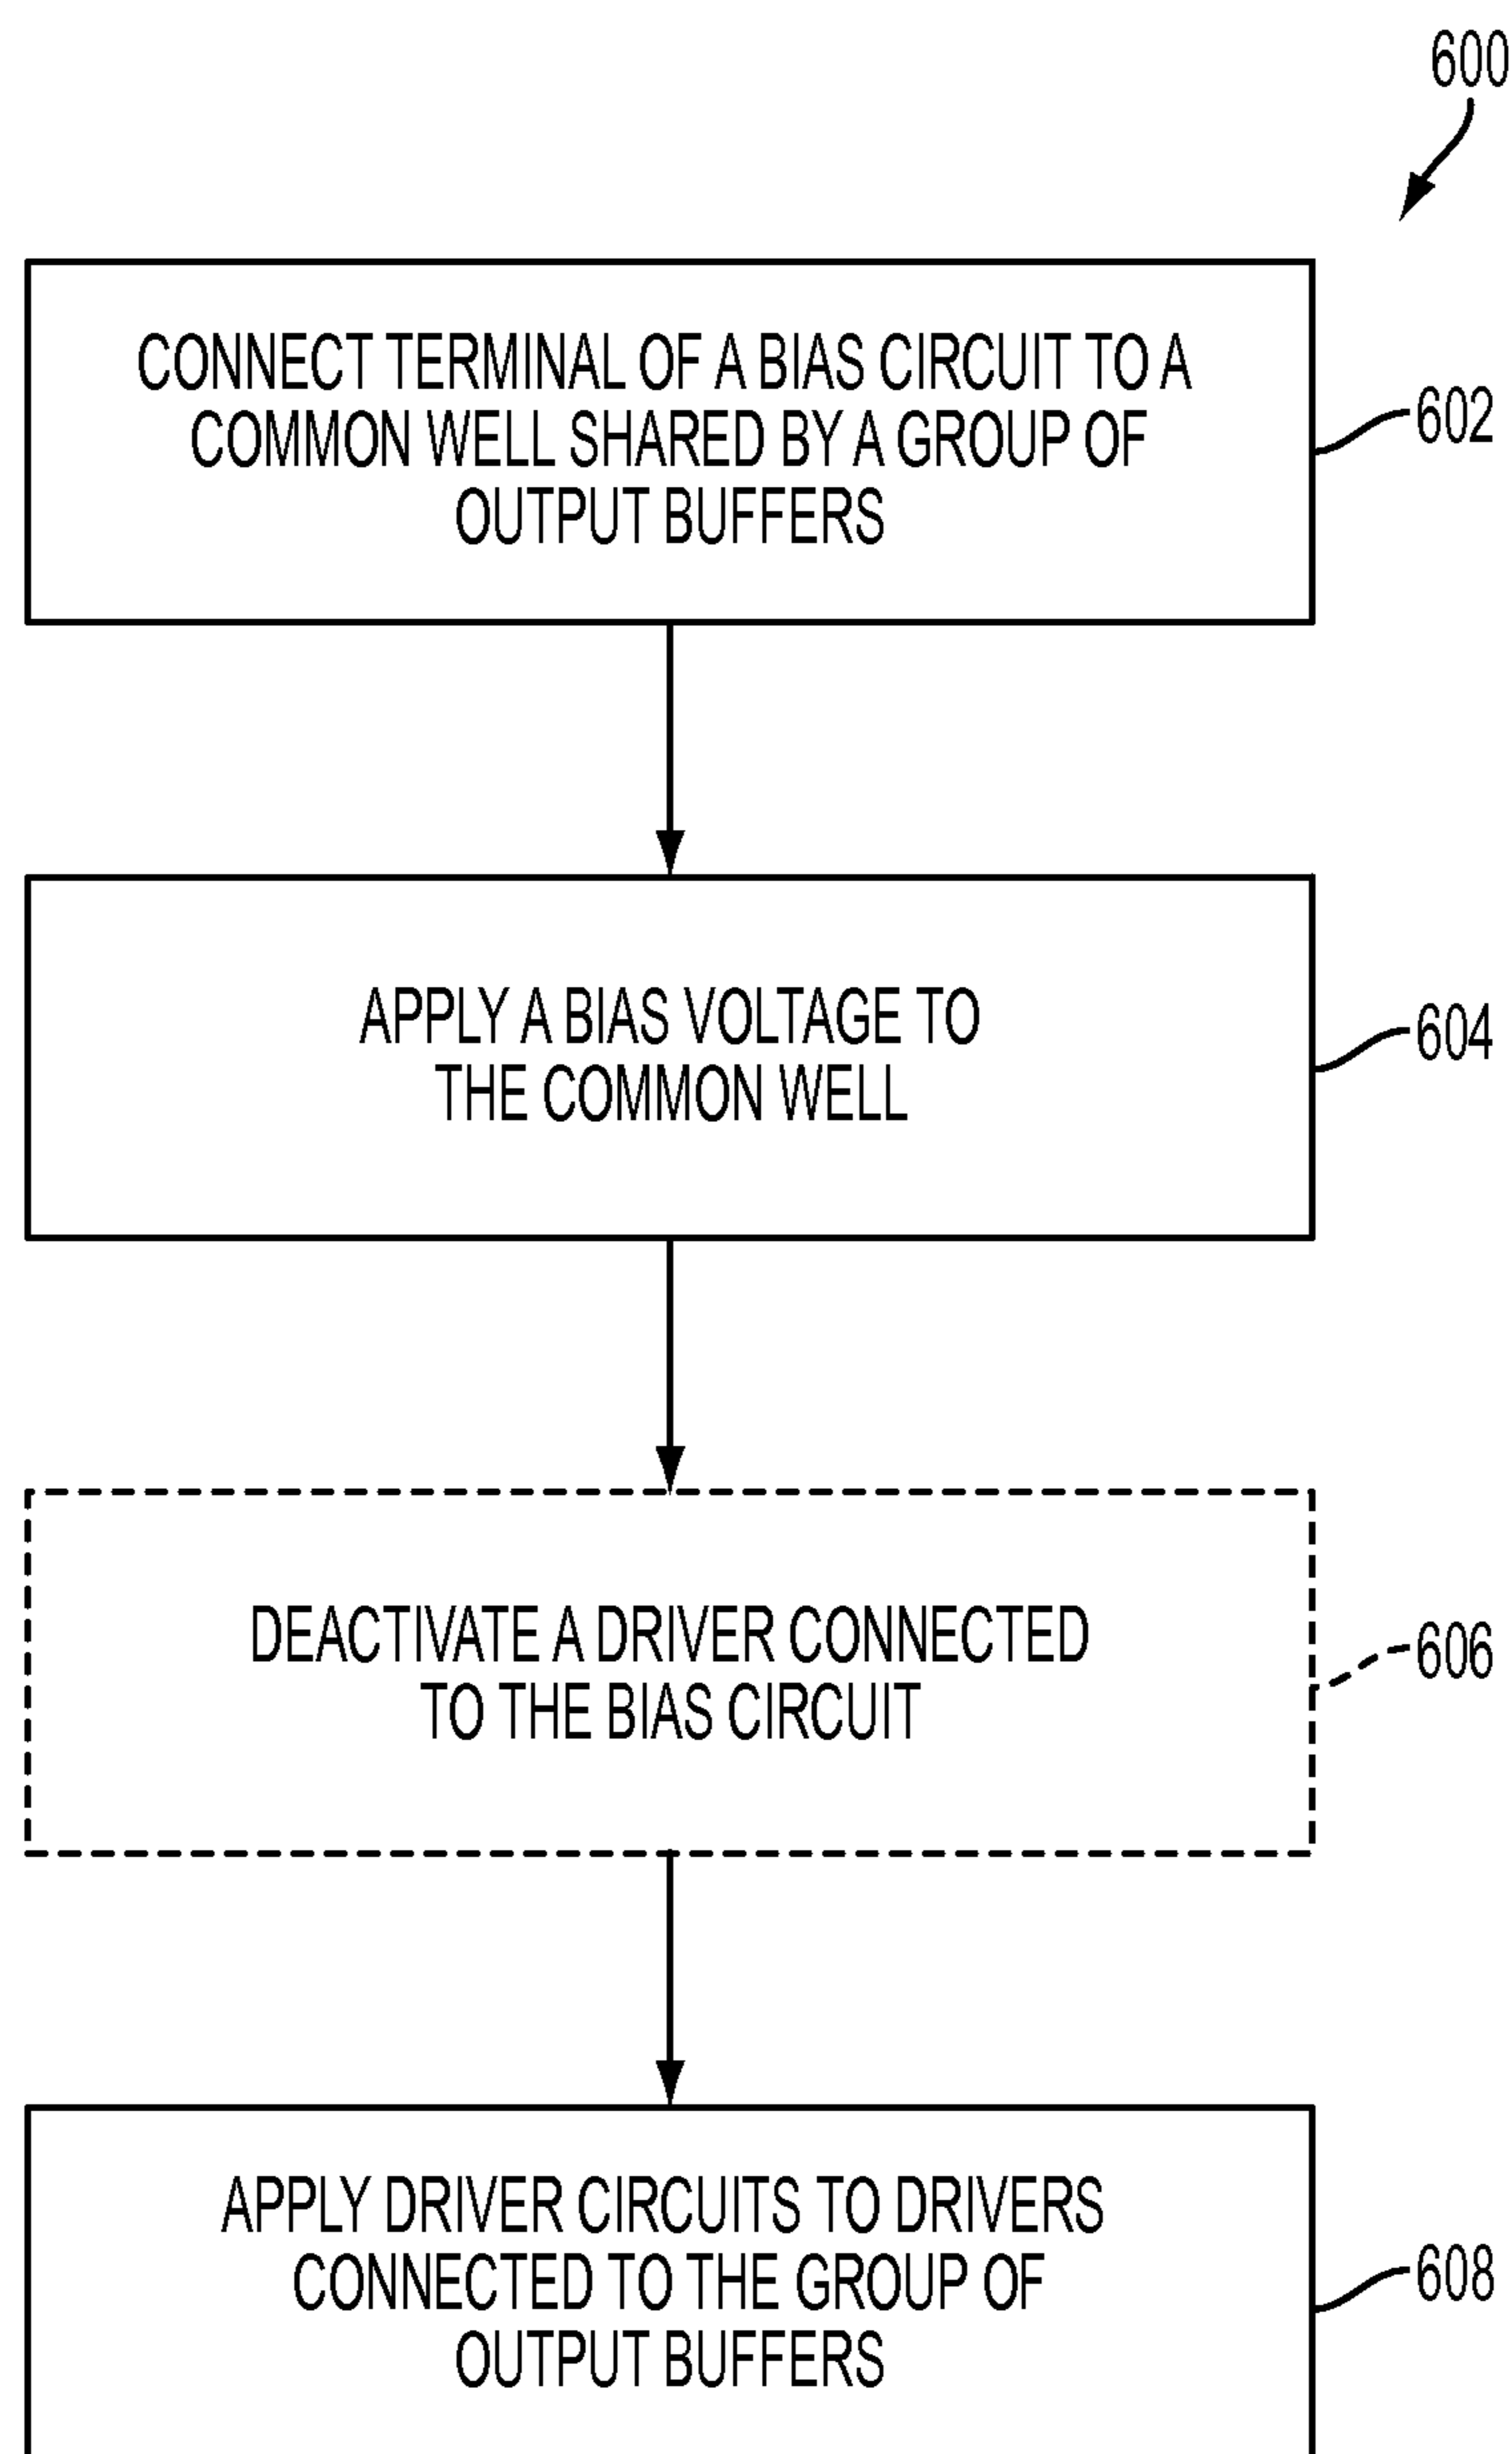 600
CONNECT TERMINAL OF A BIAS CIRCUIT TO A
COMMON WELL SHARED BY A GROUP OF
OUTPUT BUFFERS
602
APPLY A BIAS VOLTAGE TO
THE COMMON WELL
604
DEACTIVATE A DRIVER CONNECTED
TO THE BIAS CIRCUIT
606
APPLY DRIVER CIRCUITS TO DRIVERS
CONNECTED TO THE GROUP OF
OUTPUT BUFFERS
608